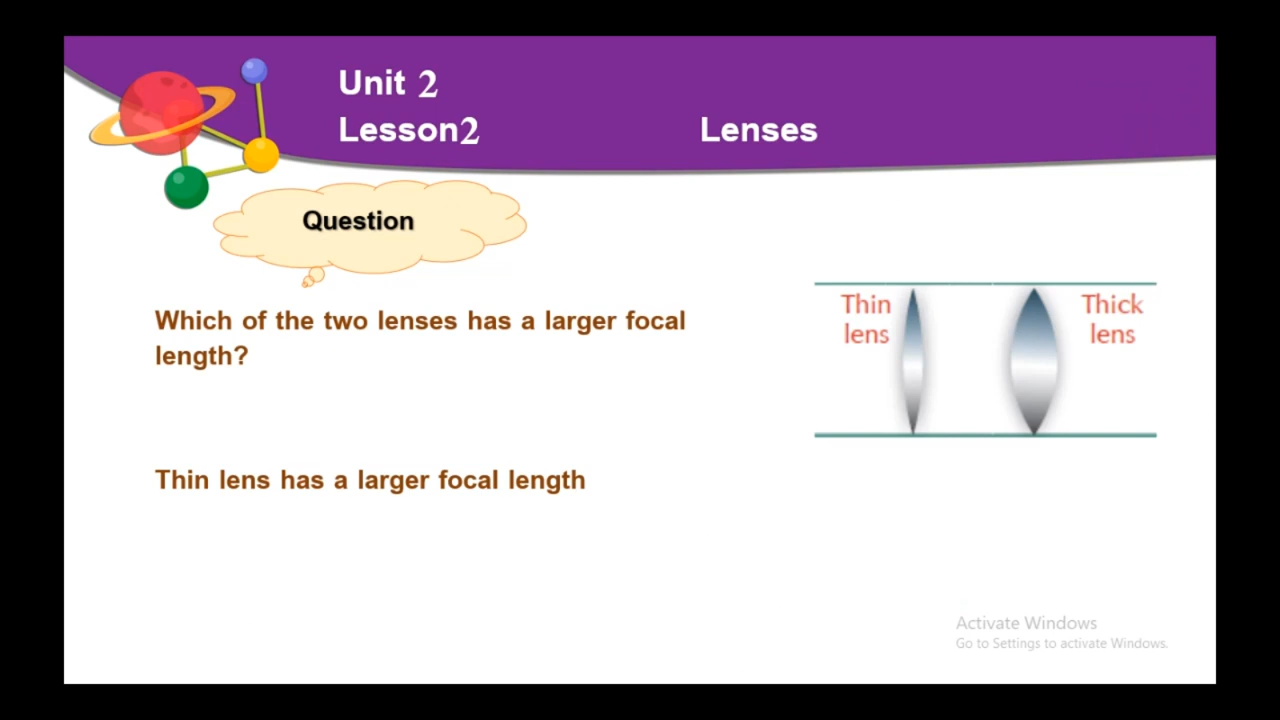 Unit 2
Lesson2 Lenses
Question
Which of the two lenses has a larger focal
length?
Thin
lens
Thick
lens
Thin lens has a larger focal length
Activate Windows
Go to Settings to activate Windows.